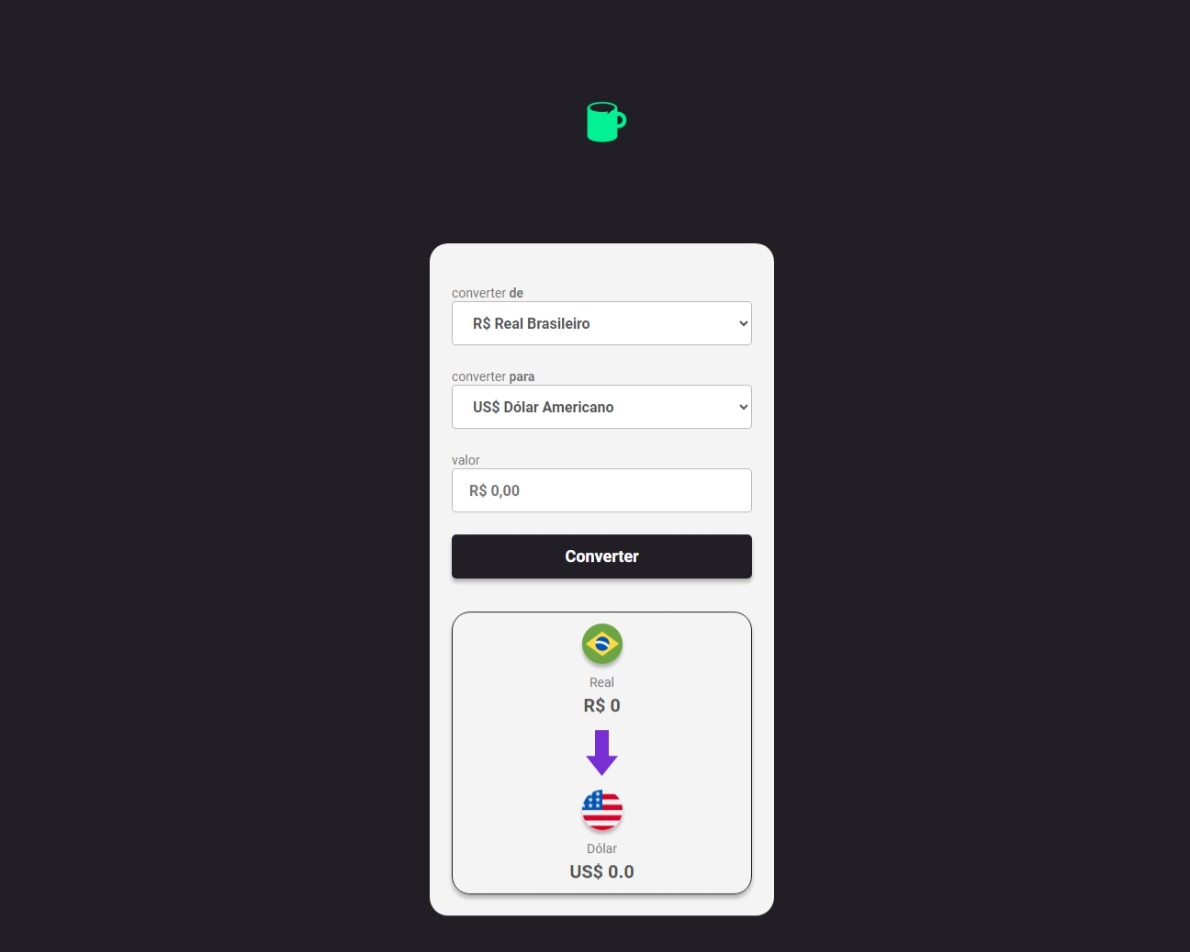 converter de
R$ Real Brasileiro
converter para
US$ Dólar Americano
valor
R$ 0,00
Converter
Real
R$ 0
Dólar
US$ 0.0